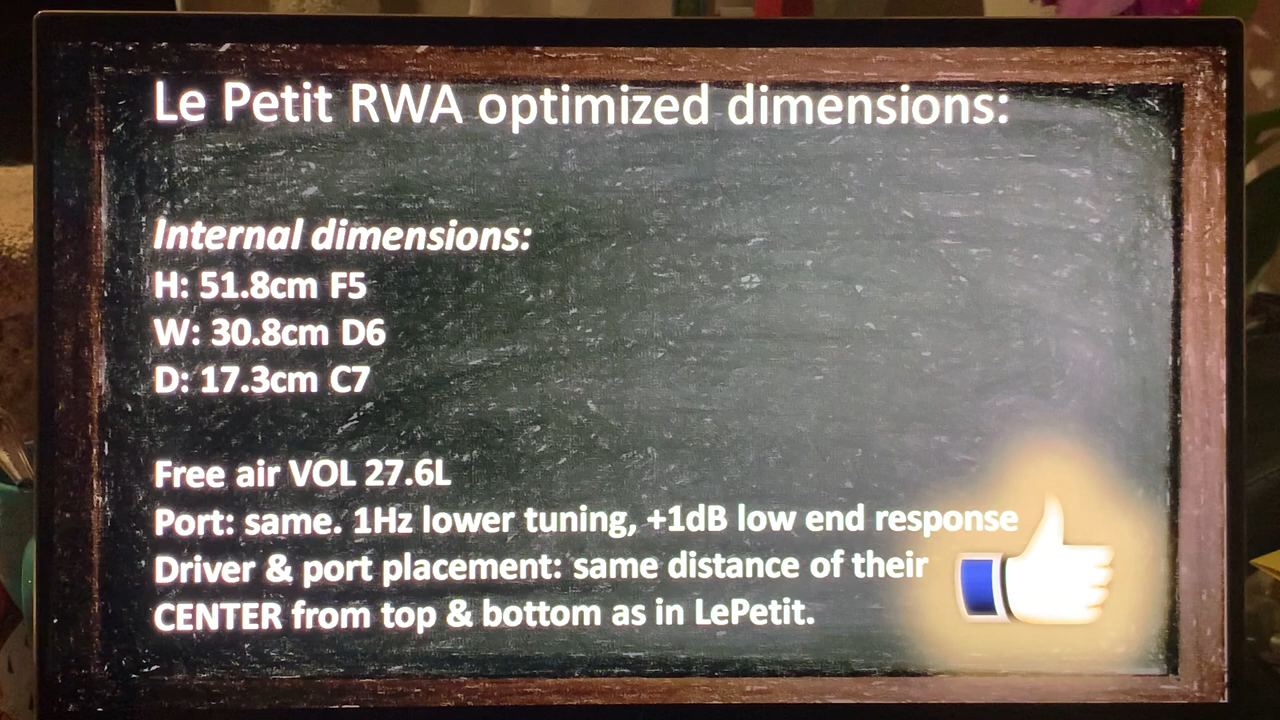 Le Petit RWA optimized dimensions:
Internal dimensions:
H: 51.8cm F5
W: 30.8cm D6
D: 17.3cm C7
Free air VOL 27.6L
Port: same. 1Hz lower tuning, +1dB low end response
Driver & port placement: same distance of their
CENTER from top & bottom as in LePetit.